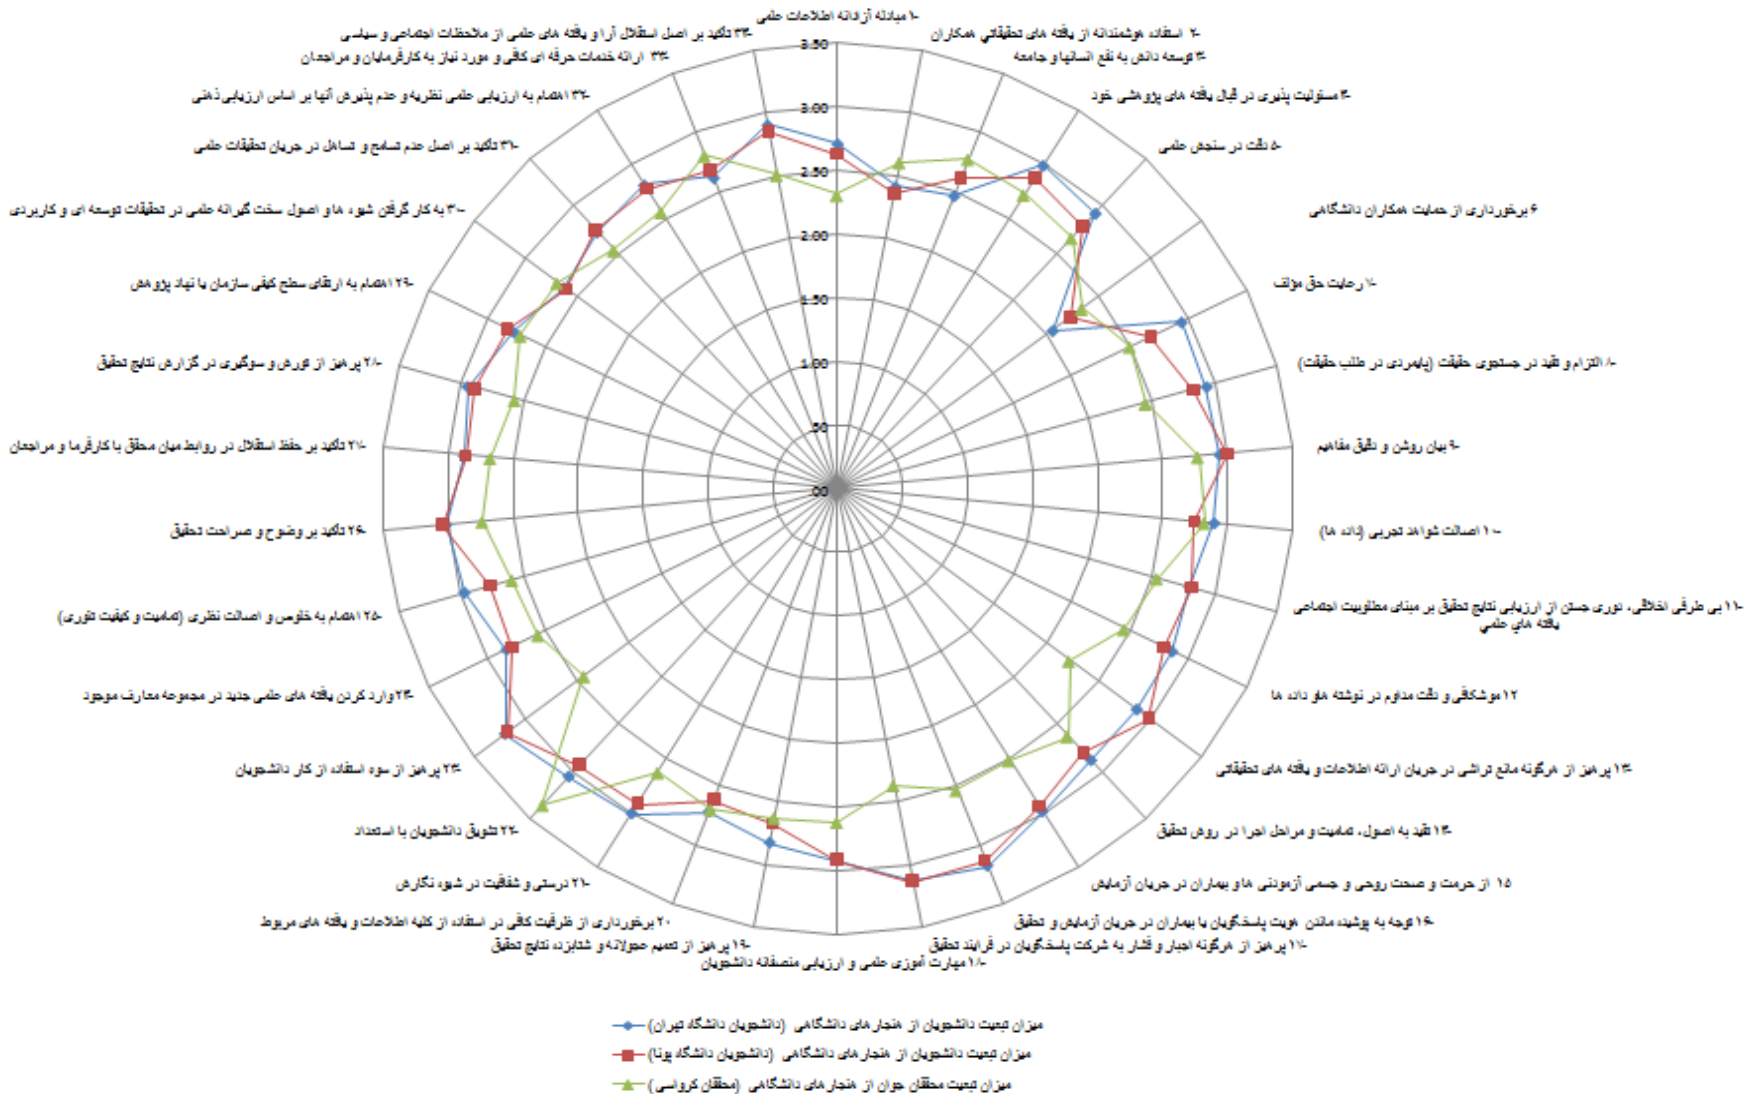 ۱- مبادله آزادانه اطلاعات علمی
۲- استفاده هوشمندانه از یافته های تحقیقاتي همکاران
۳- توسعه دانش به نفع انسانها و جامعه
۴- مسئولیت پذیری در قبال یافته های پژوهشی خود
۵- دقت در سنجش علمی
۶ برخورداری از حمایت همکاران دانشگاهی
۷- رعایت حق مؤلف
۸- التزام و تقید در جستجوی حقیقت (پایمردی در طلب حقیقت)
۹- بیان روشن و دقیق مفاهیم
۱۰- اصالت شواهد تجربی (داده ها)
۱۱- بی طرفی اخلاقی، دوری جستن از ارزیابی نتایج تحقیق بر مبنای مطلوبیت اجتماعی
یافته هاي علمي
۱۲ موشکافی و دقت مداوم در نوشته هاو داده ها
۱۳- پرهیز از هرگونه مانع تراشی در جریان ارائه اطلاعات و یافته های تحقیقاتی
۱۴- تقید به اصول، تمامیت و مراحل اجرا در روش تحقیق
۱۵ از حرمت و صحت روحی و جسمی آزمودنی ها و بیماران در جریان آزمایش
۱۶- توجه به پوشیده ماندن هویت پاسخگویان یا بیماران در جریان آزمایش و تحقیق
۱۷- پرهیز از هرگونه اجبار و فشار به شرکت پاسخگویان در فرایند تحقیق
۱۸- مهارت آموزی علمی و ارزیابی منصفانه دانشجویان
۱۹- پرهیز از تعمیم عجولانه و شتابزده نتایج تحقیق
۲۰ برخورداری از ظرفیت کافی در استفاده از کلیه اطلاعات و یافته های مربوط
۲۱- درستی و شفافیت در شیوه نگارش
۲۲- تشویق دانشجویان با استعداد
۲۳- پرهیز از سوء استفاده از کار دانشجویان
۲۴- وارد کردن یافته های علمی جدید در مجموعه معارف موجود
۲۵- اهتمام به خلوص و اصالت نظری (تمامیت و کیفیت تئوری)
۲۶- تأکید بر وضوح و صراحت تحقیق
۲۷- تأکید بر حفظ استقلال در روابط میان محقق با کارفرما و مراجعان
۲۸- پرهیز از تورش و سوگیری در گزارش نتایج تحقیق
۲۹- اهتمام به ارتقای سطح کیفی سازمان یا نهاد پژوهش
۳۰- به کار گرفتن شیوه ها و اصول سخت گیرانه علمی در تحقیقات توسعه ای و کاربردی
۳۱- تأکید بر اصل عدم تسامح و تساهل در جریان تحقیقات علمی
۳۲- اهتمام به ارزیابی علمی نظریه و عدم پذیرش آنها بر اساس ارزیابی ذهنی
۳۳- ارائه خدمات حرفه ای کافی و مورد نیاز به کارفرمایان و مراجعان
۳۴- تأکید بر اصل استقلال آرا و یافته های علمی از ملاحظات اجتماعی و سیاسی
3.50
3.00
2.50
2.00
1.50
1.00
.50
.00
میزان تبعیت دانشجویان از هنجارهای دانشگاهی (دانشجویان دانشگاه تهران)
میزان تبعیت دانشجویان از هنجارهای دانشگاهی (دانشجویان دانشگاه پونا)
میزان تبعیت محققان جوان از هنجارهای دانشگاهی (محققان کرواسی)